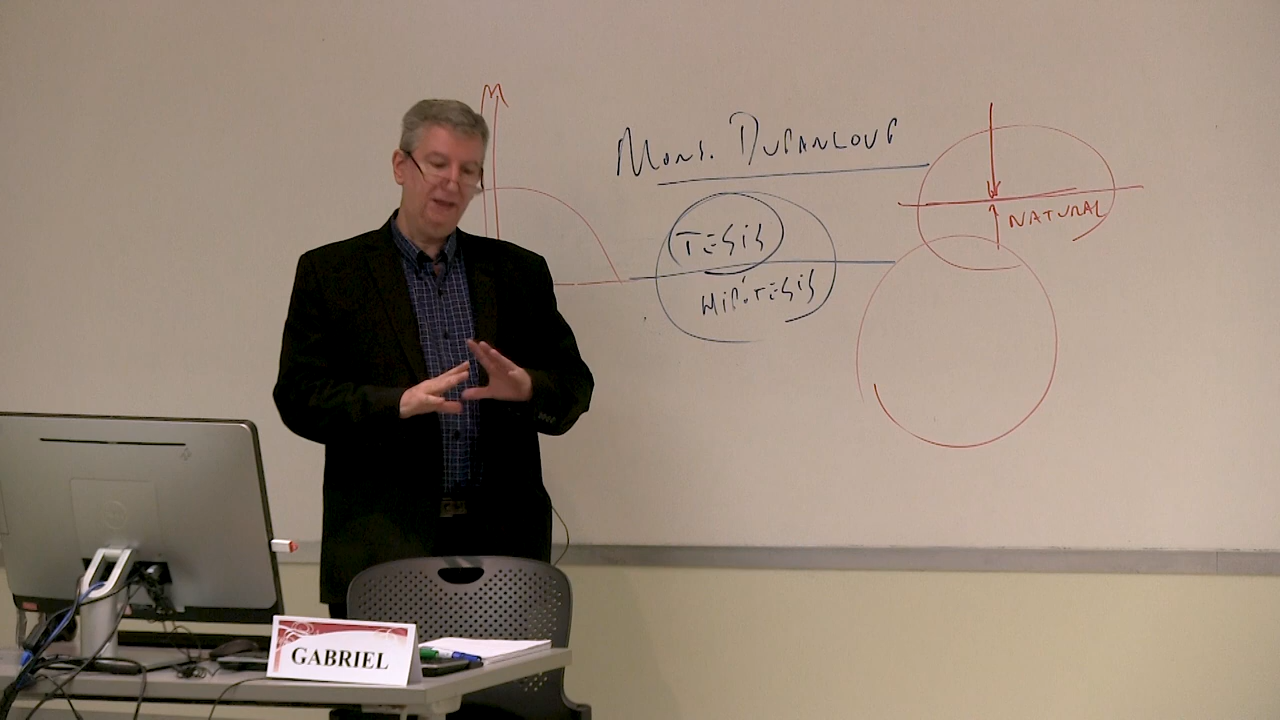 Mons. DUPANLOUP
TESIS
HIPÓTESIS
NATURAL
GABRIEL